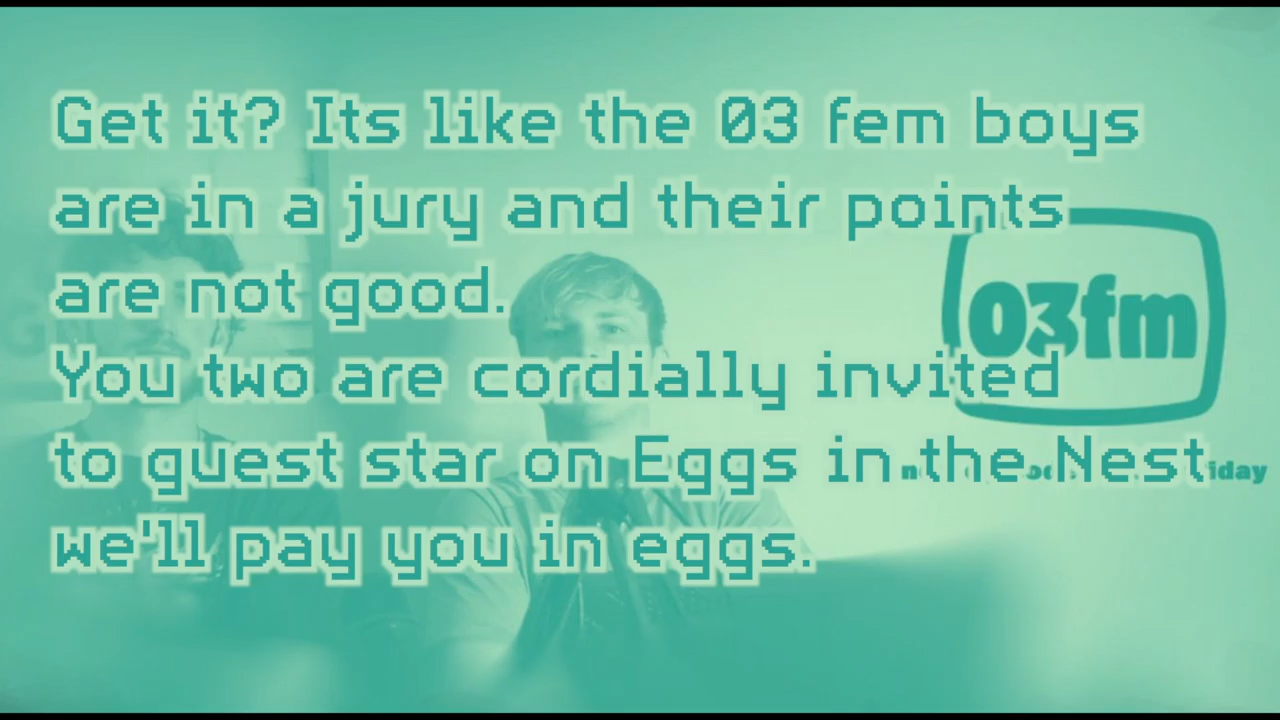 Get it? Its like the 03 fem boys
are in a jury and their points
are not good.
03fm
You two are cordially invited
to guest star on Eggs in the Nest
we'll pay you in eggs.